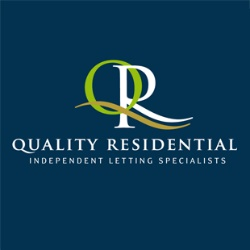 QR
QUALITY RESIDENTIAL
INDEPENDENT LETTING SPECIALISTS